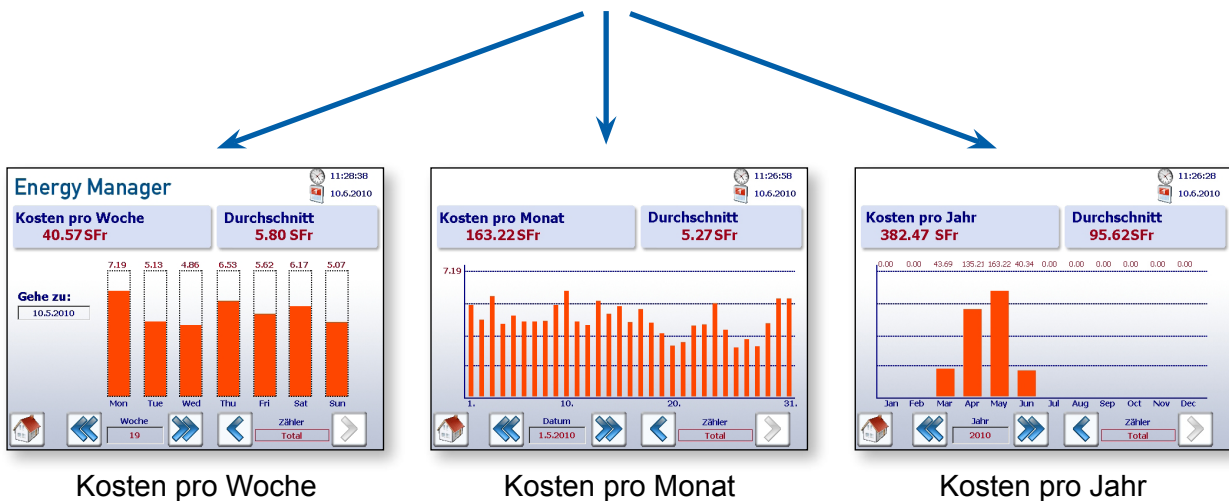 Energy Manager
11:28:38
10.6.2010
Kosten pro Woche
40.57 SFr
Durchschnitt
5.80 SFr
7.19 5.13 4.86 6.53 5.62 6.17 5.07
Gehe zu:
10.5.2010
Mon Tue Wed Thu Fri Sat Sun
Woche
19
Zähler
Total
11:26:58
10.6.2010
Kosten pro Monat
163.22 SFr
Durchschnitt
5.27 SFr
7.19
1. 10. 20. 31.
Datum
1.5.2010
Zähler
Total
11:26:28
10.6.2010
Kosten pro Jahr
382.47 SFr
Durchschnitt
95.62SFr
0.00 0.00 43.69 135.21 163.22 40.34 0.00 0.00 0.00 0.00 0.00 0.00
Jan Feb Mar Apr May Jun Jul Aug Sep Oct Nov Dec
Jahr
2010
Zähler
Total
Kosten pro Woche
Kosten pro Monat
Kosten pro Jahr